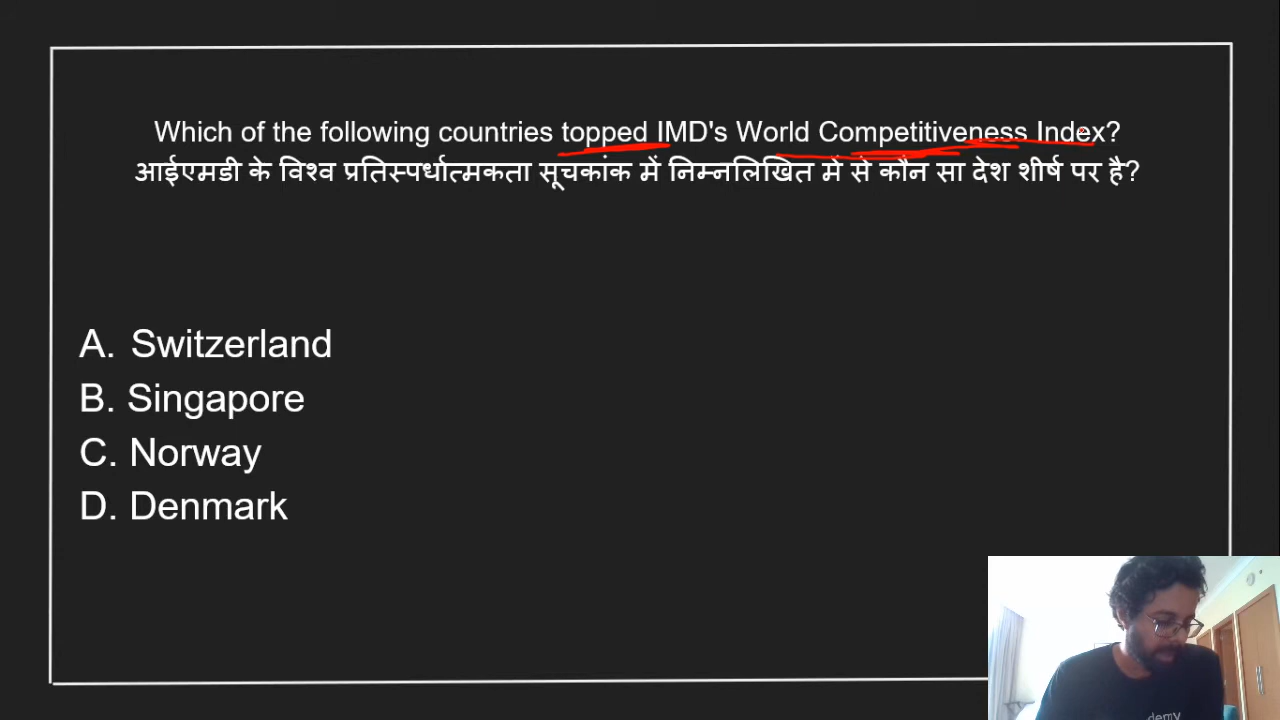 Which of the following countries topped IMD's World Competitiveness Index?
आईएमडी के विश्व प्रतिस्पर्धात्मकता सूचकांक में निम्नलिखित में से कौन सा देश शीर्ष पर है?
A. Switzerland
B. Singapore
C. Norway
D. Denmark
demy